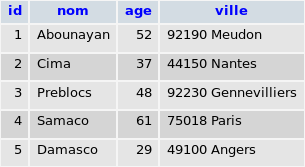 id nom age ville
1 Abounayan 52 92190 Meudon
2 Cima 37 44150 Nantes
3 Preblocs 48 92230 Gennevilliers
4 Samaco 61 75018 Paris
5 Damasco 29 49100 Angers